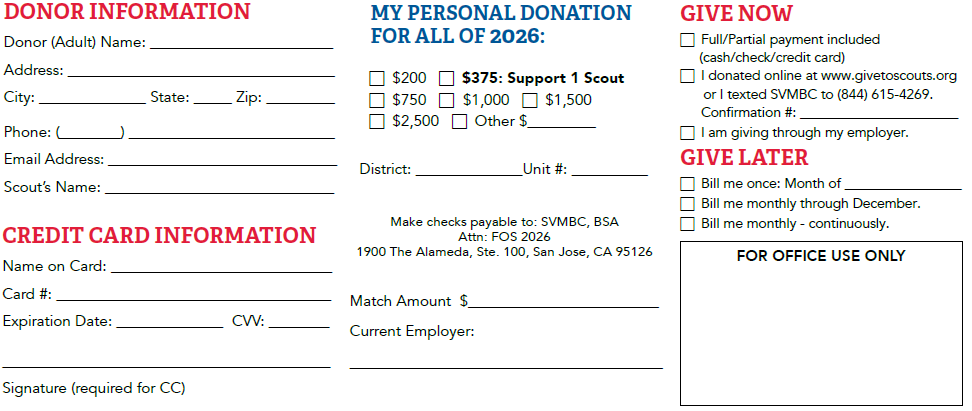 DONOR INFORMATION
Donor (Adult) Name: ____________________
Address: ____________________
City: ____________ State: _____ Zip: ________
Phone: (_______) ____________________
Email Address: ____________________
Scout's Name: ____________________
CREDIT CARD INFORMATION
Name on Card: ____________________
Card #: ____________________
Expiration Date: ____________ CVV: _______
____________________
Signature (required for CC)
MY PERSONAL DONATION
FOR ALL OF 2026:
☐ $200 ☐ $375: Support 1 Scout
☐ $750 ☐ $1,000 ☐ $1,500
☐ $2,500 ☐ Other $________
District: ____________Unit #: ________
Make checks payable to: SVMBC, BSA
Attn: FOS 2026
1900 The Alameda, Ste. 100, San Jose, CA 95126
Match Amount $____________________
Current Employer:
____________________
GIVE NOW
☐ Full/Partial payment included
(cash/check/credit card)
☐ I donated online at www.givetoscouts.org
or I texted SVMBC to (844) 615-4269.
Confirmation #: ____________________
☐ I am giving through my employer.
GIVE LATER
☐ Bill me once: Month of ______________
☐ Bill me monthly through December.
☐ Bill me monthly - continuously.
FOR OFFICE USE ONLY